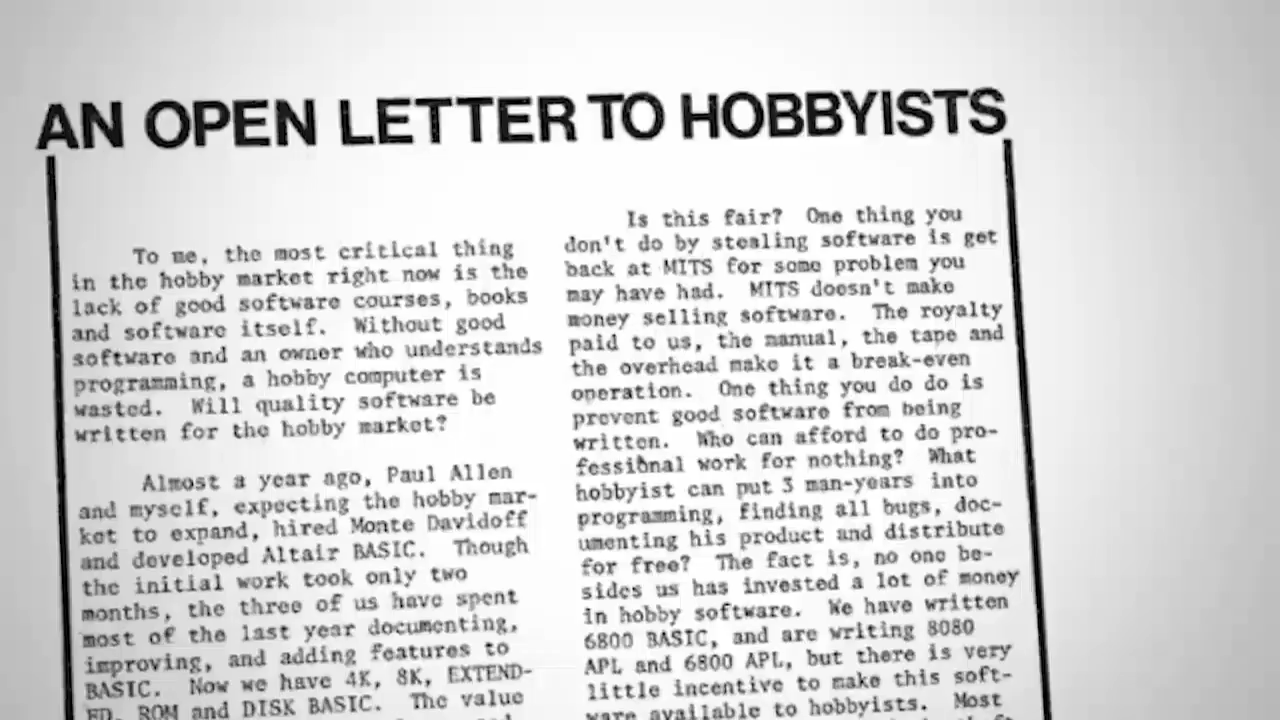 AN OPEN LETTER TO HOBBYISTS
To me, the most critical thing
in the hobby market right now is the
lack of good software courses, books
and software itself. Without good
software and an owner who understands
programming, a hobby computer is
wasted. Will quality software be
written for the hobby market?
Almost a year ago, Paul Allen
and myself, expecting the hobby mar-
ket to expand, hired Monte Davidoff
and developed Altair BASIC. Though
the initial work took only two
months, the three of us have spent
most of the last year documenting,
improving, and adding features to
BASIC. Now we have 4K, 8K, EXTEND-
ED, ROM and DISK BASIC. The value
Is this fair? One thing you
don't do by stealing software is get
back at MITS for some problem you
may have had. MITS doesn't make
money selling software. The royalty
paid to us, the manual, the tape and
the overhead make it a break-even
operation. One thing you do do is
prevent good software from being
written. Who can afford to do pro-
fessional work for nothing? What
hobbyist can put 3 man-years into
programming, finding all bugs, doc-
umenting his product and distribute
for free? The fact is, no one be-
sides us has invested a lot of money
in hobby software. We have written
6800 BASIC, and are writing 8080
APL and 6800 APL, but there is very
little incentive to make this soft-
ware available to hobbyists. Most